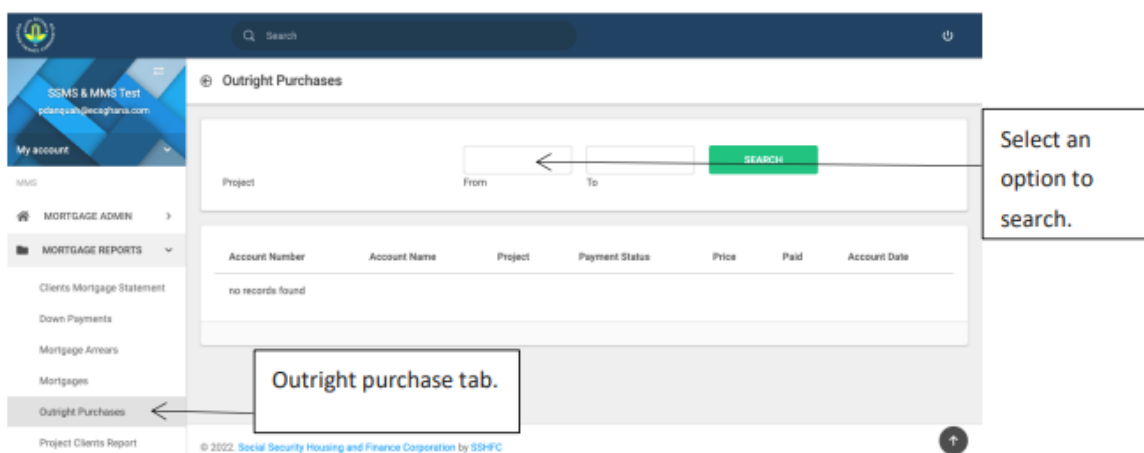 Search
SSMS & MMS Test
pdanquah@ecsghana.com
My account
MMS
MORTGAGE ADMIN
MORTGAGE REPORTS
Clients Mortgage Statement
Down Payments
Mortgage Arrears
Mortgages
Outright Purchases
Project Clients Report
Outright Purchases
Project
From
To
SEARCH
Select an
option to
search.
Account Number Account Name Project Payment Status Price Paid Account Date
no records found
Outright purchase tab.
© 2022. Social Security Housing and Finance Corporation by SSHFC